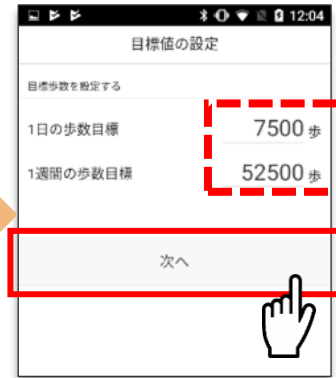 12:04
目標値の設定
目標歩数を設定する
1日の歩数目標 7500 歩
1週間の歩数目標 52500 歩
次へ